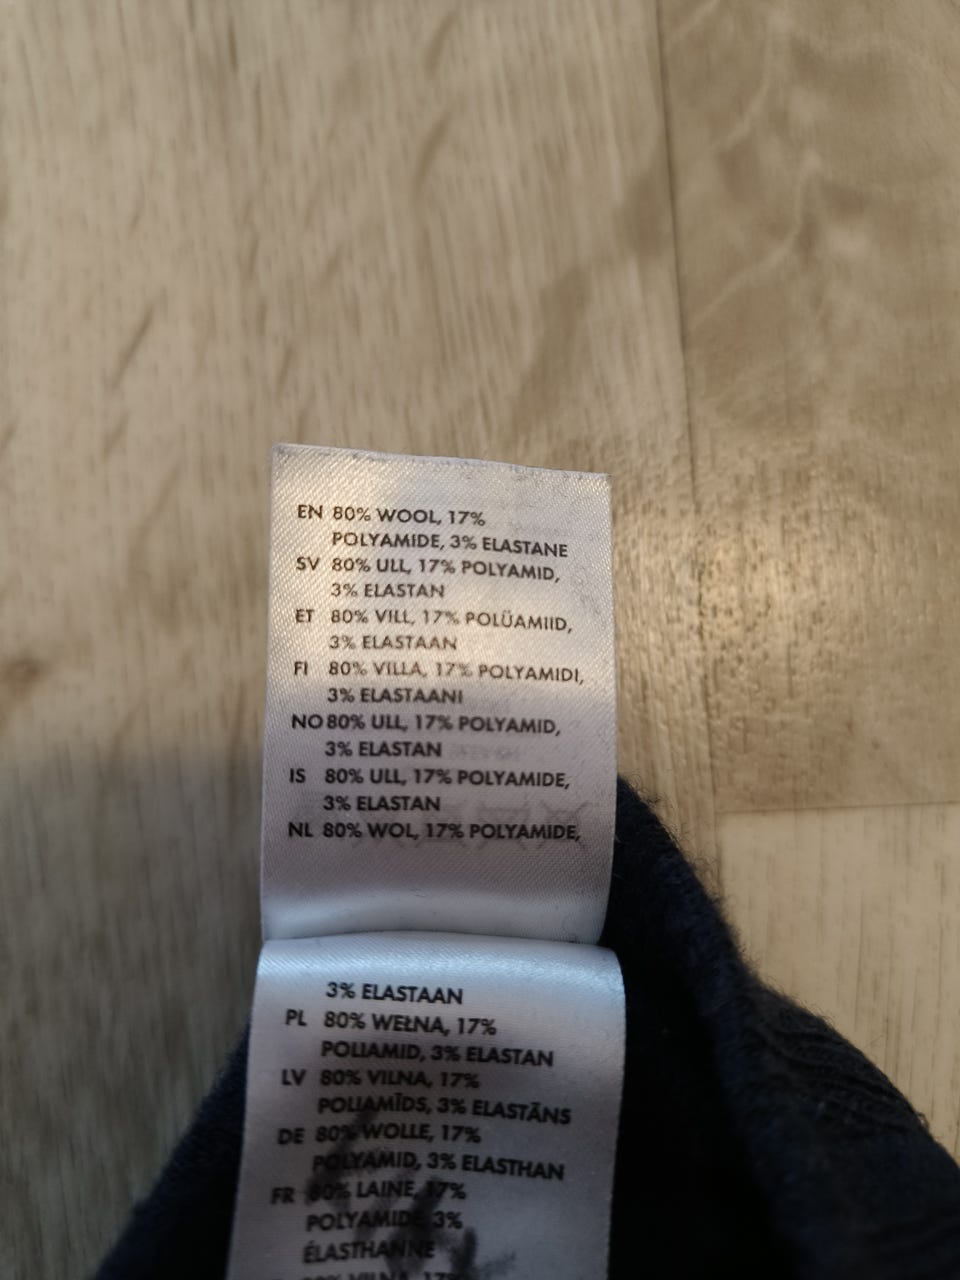 EN 80% WOOL, 17%
POLYAMIDE, 3% ELASTANE
SV 80% ULL, 17% POLYAMID,
3% ELASTAN
ET 80% VILL, 17% POLÜAMIID,
3% ELASTAAN
FI 80% VILLA, 17% POLYAMIDI,
3% ELASTAANI
NO 80% ULL, 17% POLYAMID,
3% ELASTAN
IS 80% ULL, 17% POLYAMIDE,
3% ELASTAN
NL 80% WOL, 17% POLYAMIDE,
3% ELASTAAN
PL 80% WEŁNA, 17%
POLIAMID, 3% ELASTAN
LV 80% VILNA, 17%
POLIAMĪDS, 3% ELASTĀNS
DE 80% WOLLE, 17%
POLYAMID, 3% ELASTHAN
FR 80% LAINE, 17%
POLYAMIDE, 3%
ÉLASTHANNE
80% VILNA, 17%